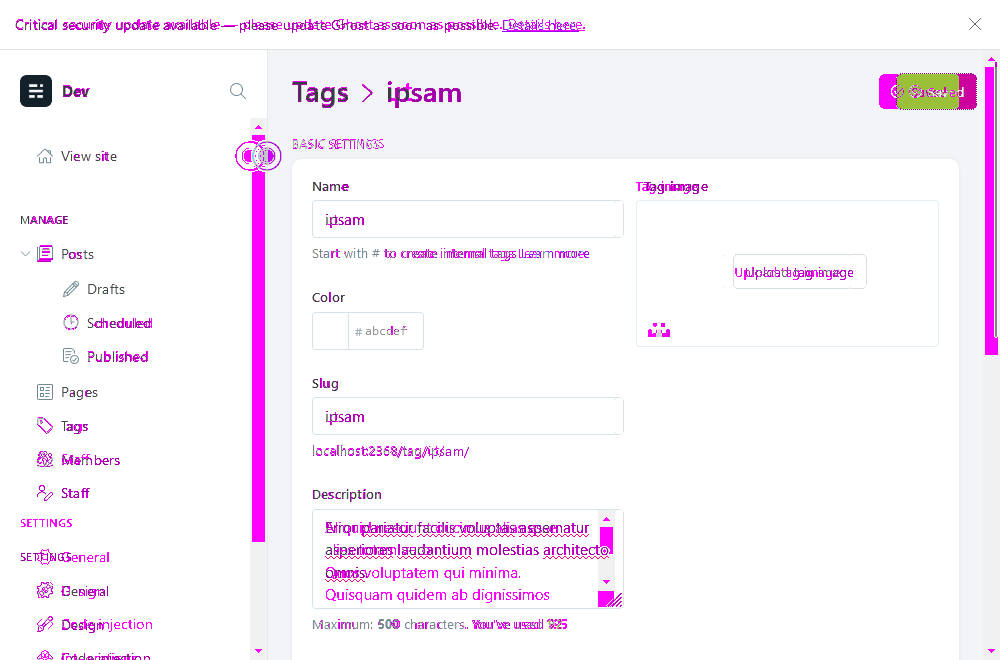 Critical security update available — please update Ghost as soon as possible. Details here.
Dev
View site
MANAGE
Posts
Drafts
Scheduled
Published
Pages
Tags
Members
Staff
SETTINGS
General
Design
Code injection
Tags > ipsam
BASIC SETTINGS
Name
ipsam
Start with # to create internal tags Learn more
Color
# abcdef
Slug
ipsam
localhost:2368/tag/ipsam/
Description
pariatur facilis voluptas aspernatur
asperiores laudantium molestias architecto
Omnis voluptatem qui minima.
Quisquam quidem ab dignissimos
Maximum: 500 characters. You've used
Tag image
Upload tag image